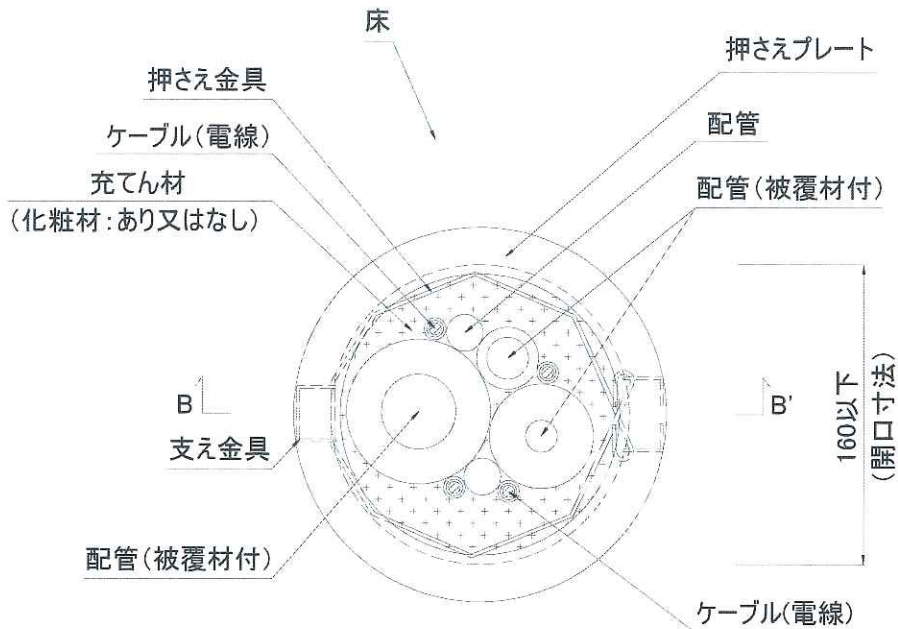 床
押さえプレート
押さえ金具
配管
ケーブル(電線)
配管(被覆材付)
充てん材
(化粧材:あり又はなし)
B
B'
160以下
(開口寸法)
支え金具
配管(被覆材付)
ケーブル(電線)